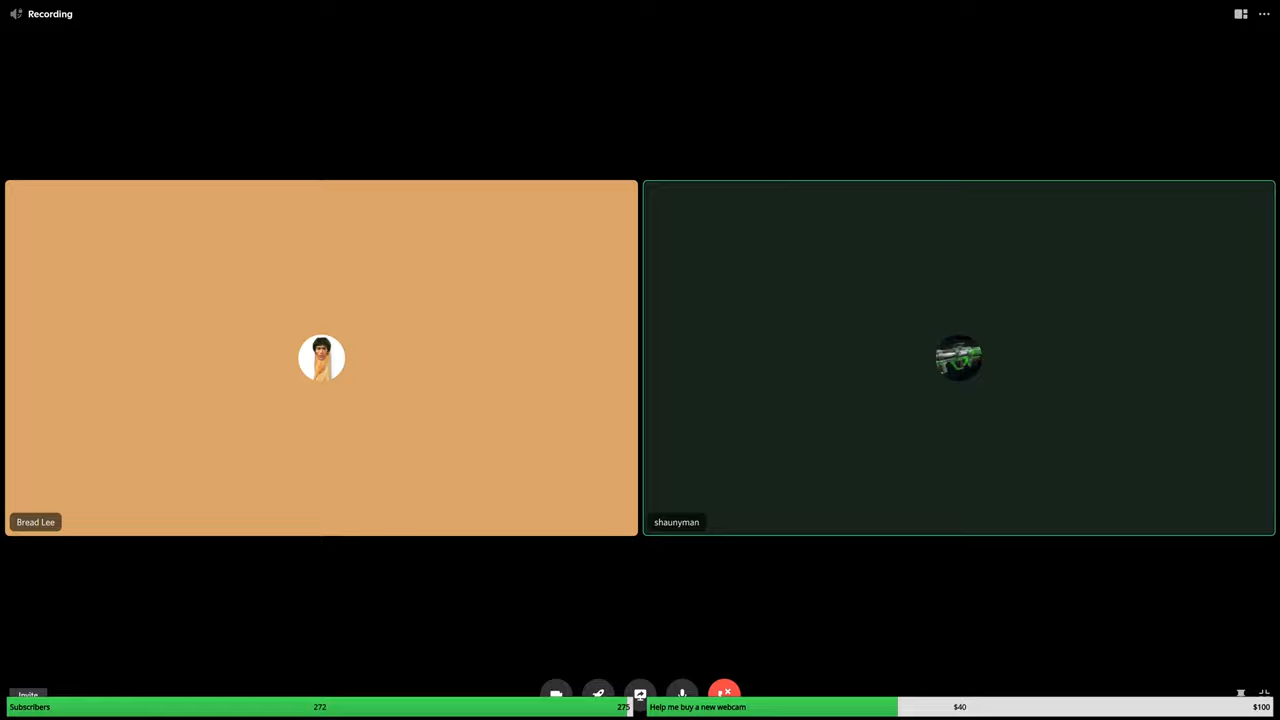 Recording
Bread Lee
shaunyman
Invite
Subscribers 272 275
Help me buy a new webcam $40 $100